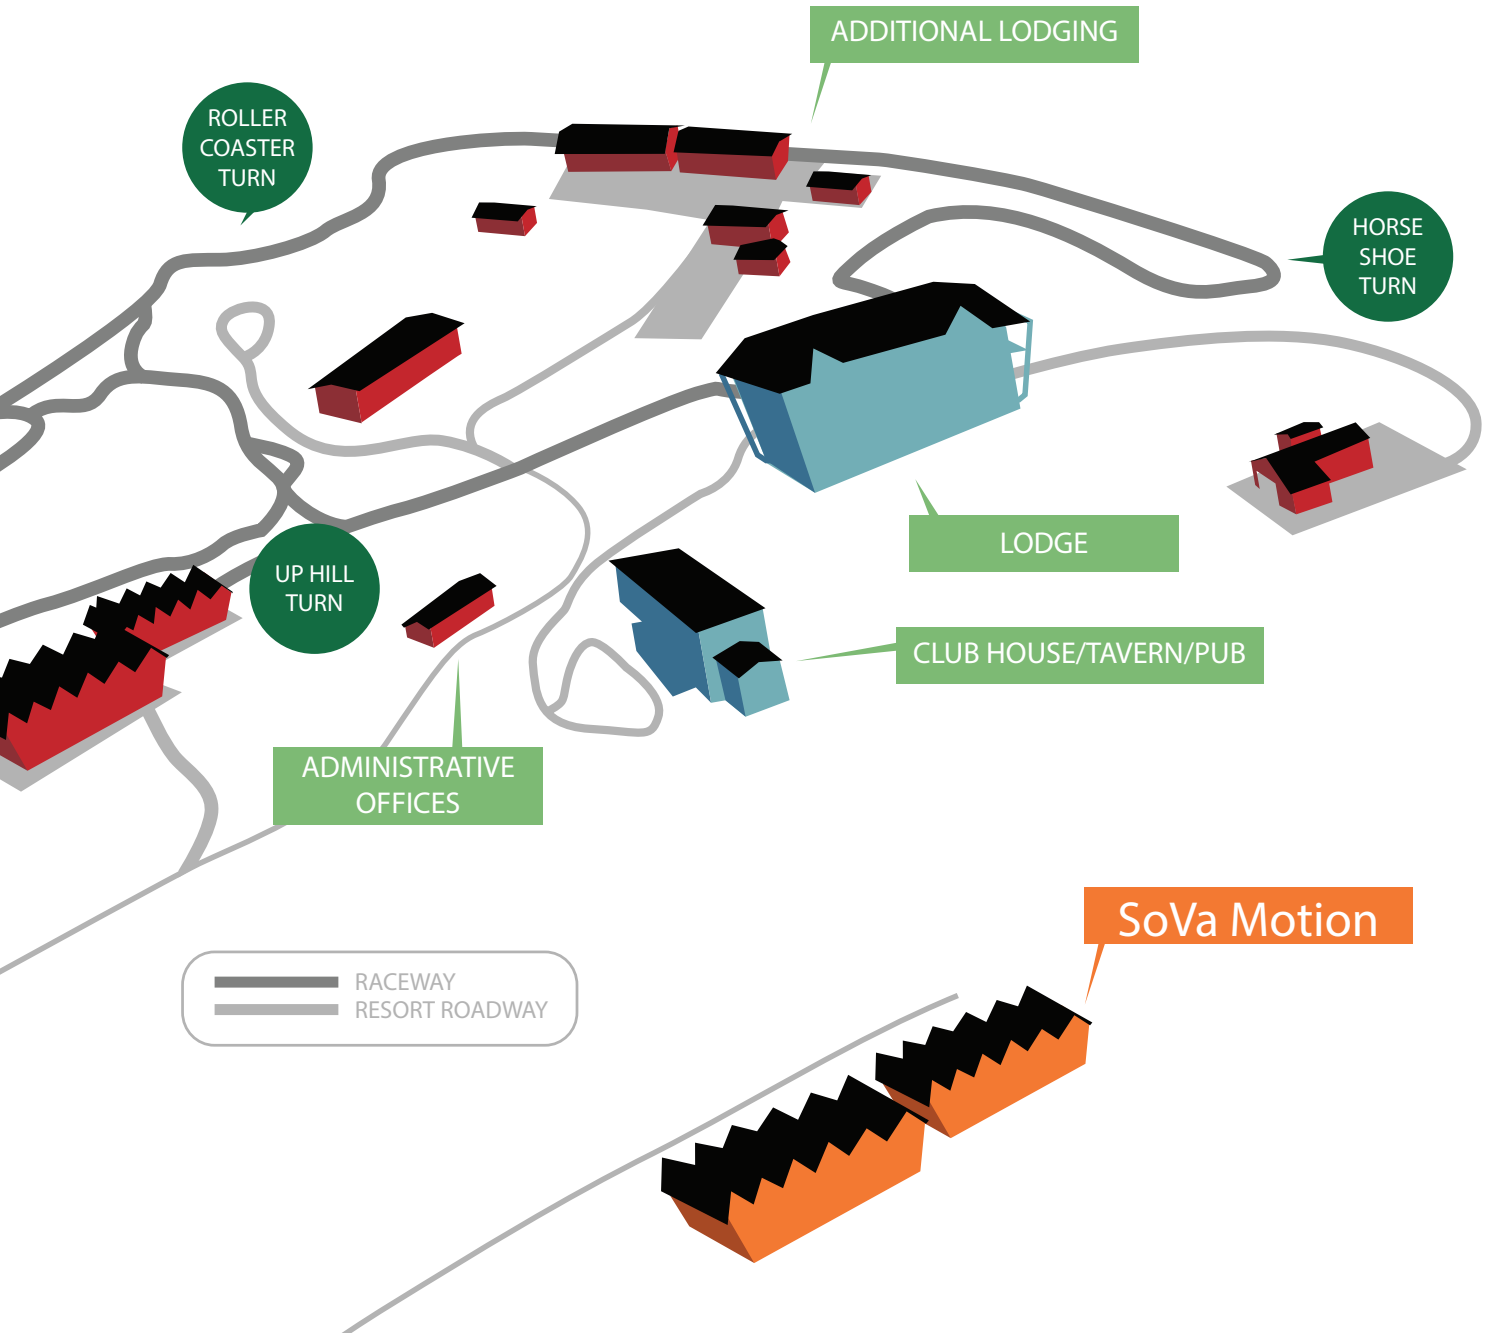 ADDITIONAL LODGING
ROLLER
COASTER
TURN
HORSE
SHOE
TURN
LODGE
UP HILL
TURN
CLUB HOUSE/TAVERN/PUB
ADMINISTRATIVE
OFFICES
SoVa Motion
RACEWAY
RESORT ROADWAY